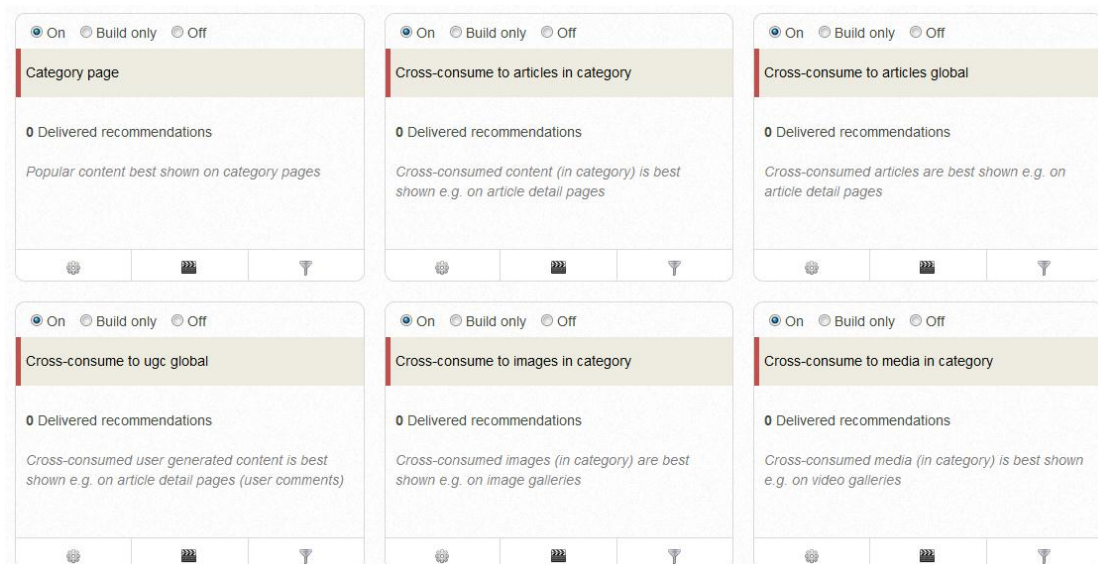 On Build only Off
Category page
0 Delivered recommendations
Popular content best shown on category pages
On Build only Off
Cross-consume to articles in category
0 Delivered recommendations
Cross-consumed content (in category) is best
shown e.g. on article detail pages
On Build only Off
Cross-consume to articles global
0 Delivered recommendations
Cross-consumed articles are best shown e.g. on
article detail pages
On Build only Off
Cross-consume to ugc global
0 Delivered recommendations
Cross-consumed user generated content is best
shown e.g. on article detail pages (user comments)
On Build only Off
Cross-consume to images in category
0 Delivered recommendations
Cross-consumed images (in category) are best
shown e.g. on image galleries
On Build only Off
Cross-consume to media in category
0 Delivered recommendations
Cross-consumed media (in category) is best shown
e.g. on video galleries